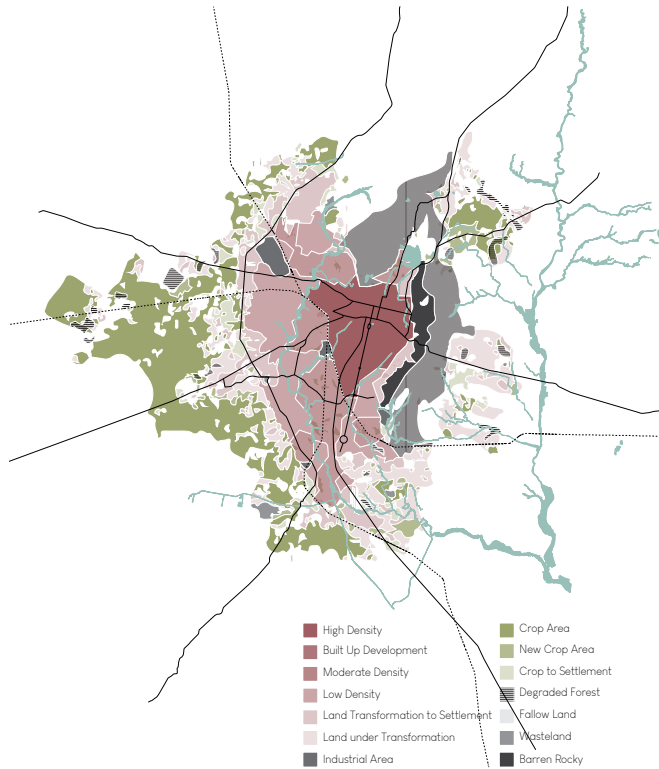 High Density
Built Up Development
Moderate Density
Low Density
Land Transformation to Settlement
Land under Transformation
Industrial Area
Crop Area
New Crop Area
Crop to Settlement
Degraded Forest
Fallow Land
Wasteland
Barren Rocky